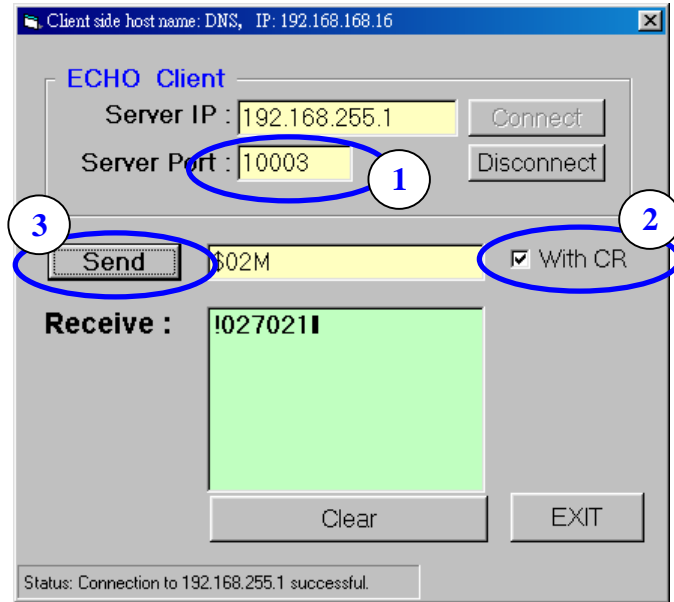 Client side host name: DNS, IP: 192.168.168.16
ECHO Client
Server IP : 192.168.255.1 Connect
Server Port : 10003 1 Disconnect
3 2
Send $02M With CR
Receive : !027021
Clear EXIT
Status: Connection to 192.168.255.1 successful.